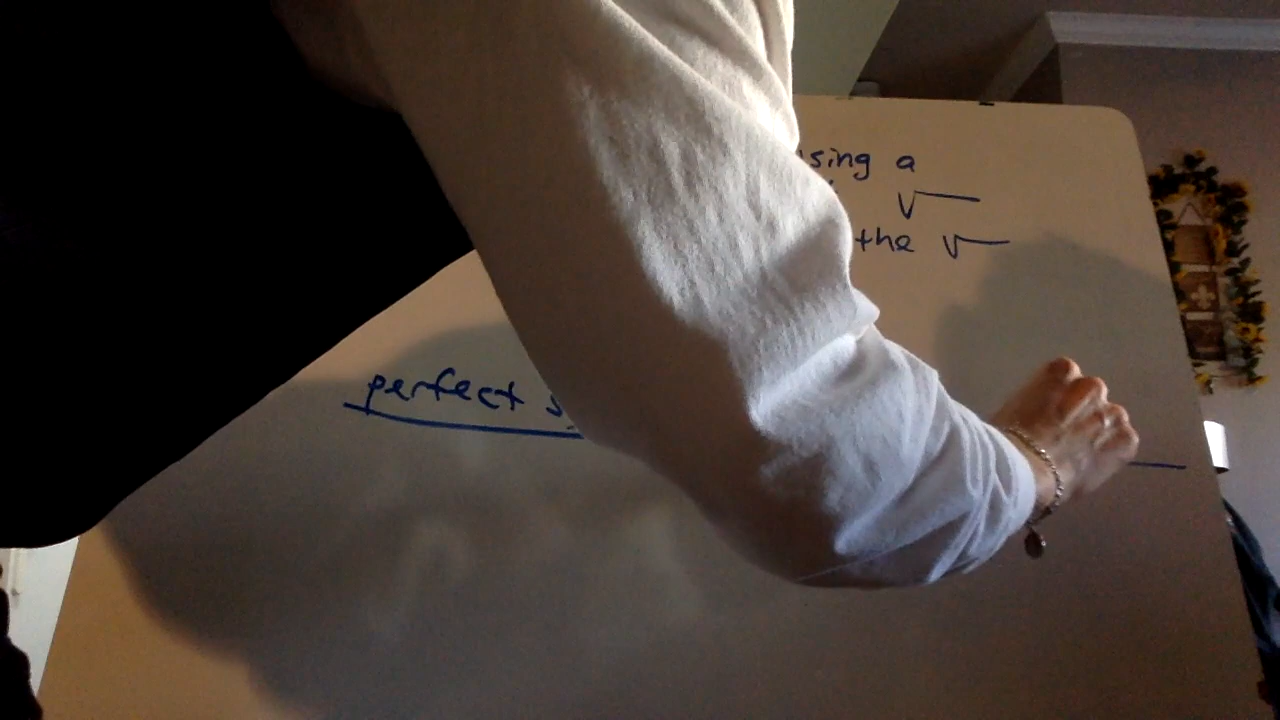 sing a
√
the √
perfect s